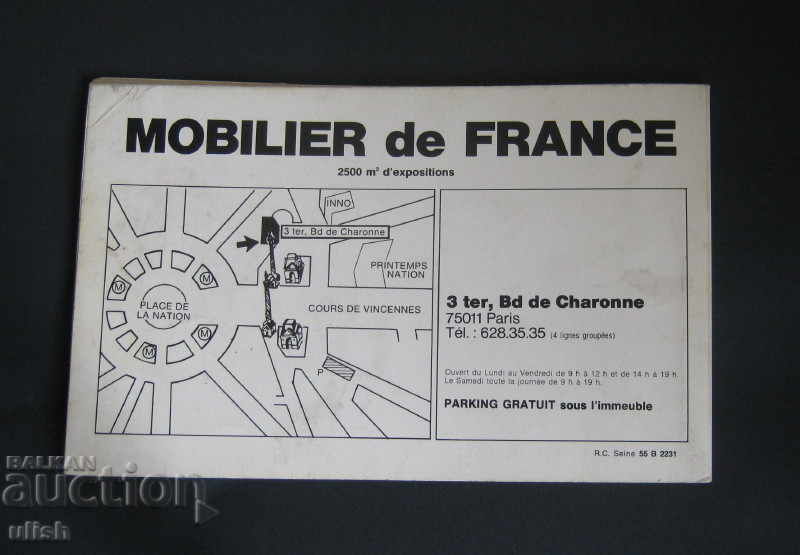 MOBILIER de FRANCE
2500 m² d'expositions
INNO
3 ter, Bd de Charonne
PRINTEMPS
NATION
M
M
PLACE DE
LA NATION
COURS DE VINCENNES
M
M
P
3 ter, Bd de Charonne
75011 Paris
Tél. : 628.35.35 (4 lignes groupées)
Ouvert du Lundi au Vendredi de 9 h à 12 h et de 14 h à 19 h.
Le Samedi toute la journée de 9 h à 19 h.
PARKING GRATUIT sous l'immeuble
R.C. Seine 55 B 2231
BALKAN
auction
ulish